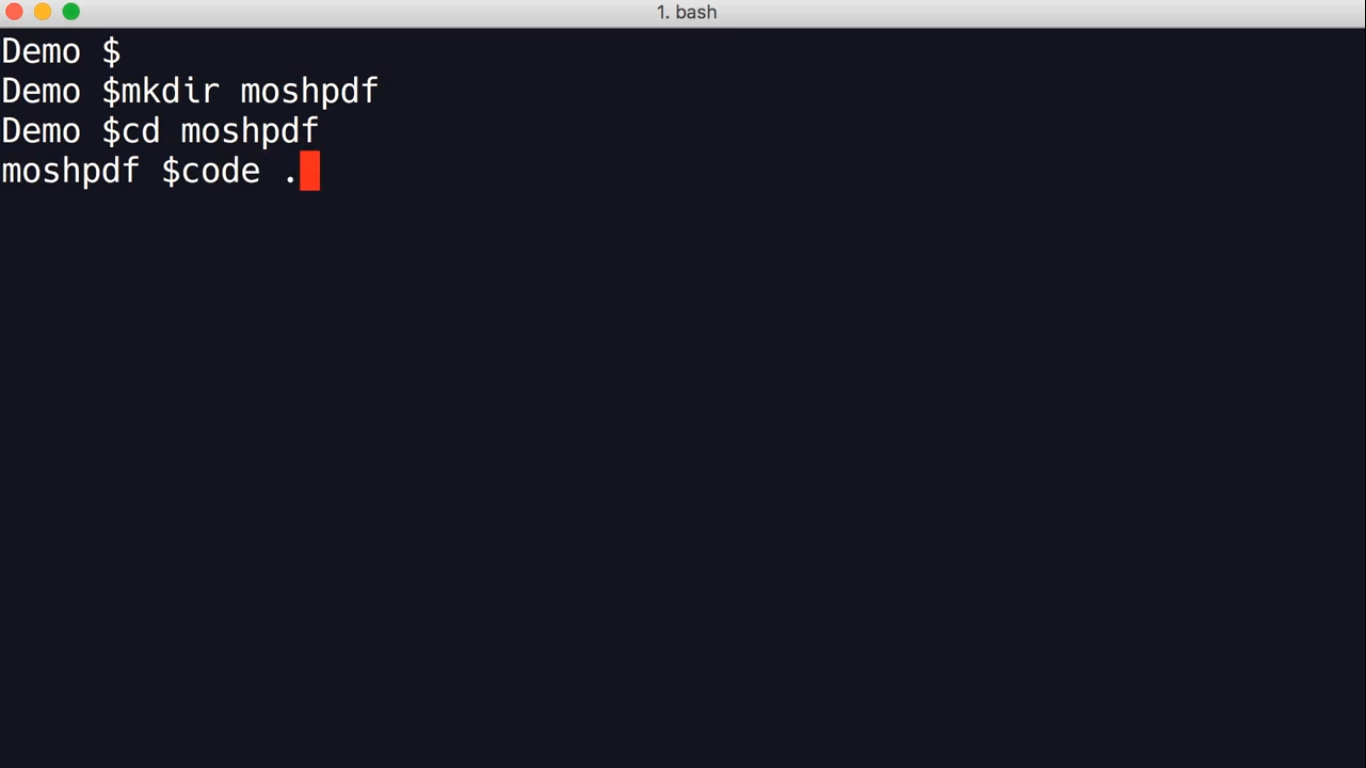 1. bash
Demo $
Demo $mkdir moshpdf
Demo $cd moshpdf
moshpdf $code .